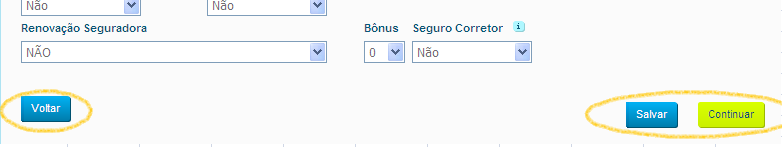 Não Não
Renovação Seguradora Bônus Seguro Corretor i
NÃO 0 Não
Voltar Salvar Continuar